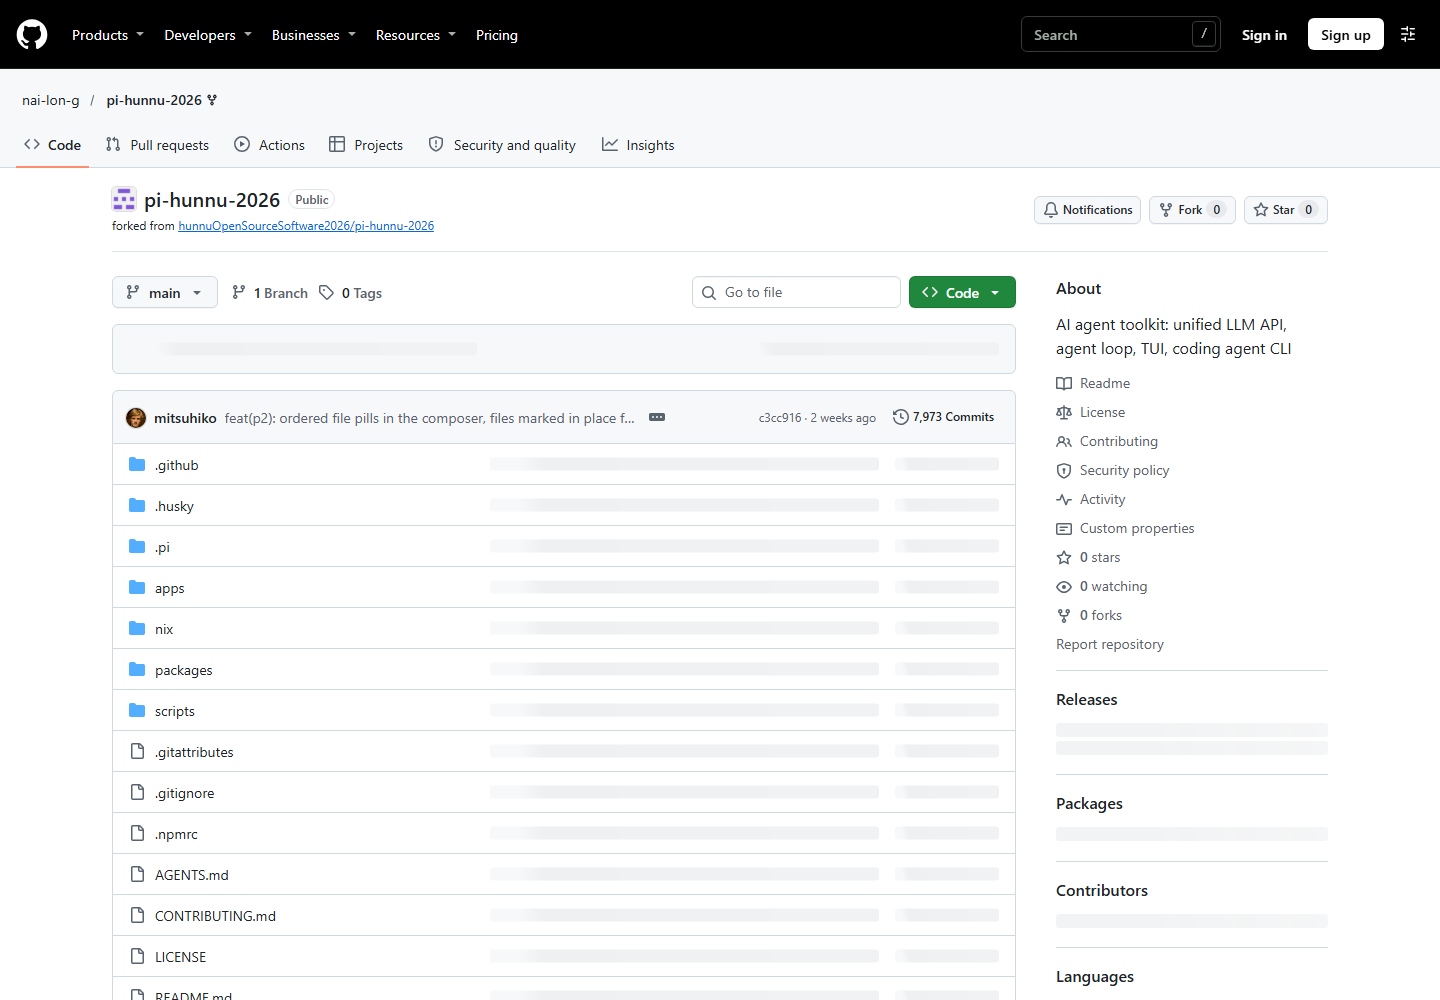 Products Developers Businesses Resources Pricing Search / Sign in Sign up
nai-lon-g / pi-hunnu-2026
Code Pull requests Actions Projects Security and quality Insights
pi-hunnu-2026 Public
Notifications Fork 0 Star 0
forked from hunnuOpenSourceSoftware2026/pi-hunnu-2026
main 1 Branch 0 Tags Go to file Code
mitsuhiko feat(p2): ordered file pills in the composer, files marked in place f... c3cc916 · 2 weeks ago 7,973 Commits
.github
.husky
.pi
apps
nix
packages
scripts
.gitattributes
.gitignore
.npmrc
AGENTS.md
CONTRIBUTING.md
LICENSE
README.md
About
AI agent toolkit: unified LLM API,
agent loop, TUI, coding agent CLI
Readme
License
Contributing
Security policy
Activity
Custom properties
0 stars
0 watching
0 forks
Report repository
Releases
Packages
Contributors
Languages